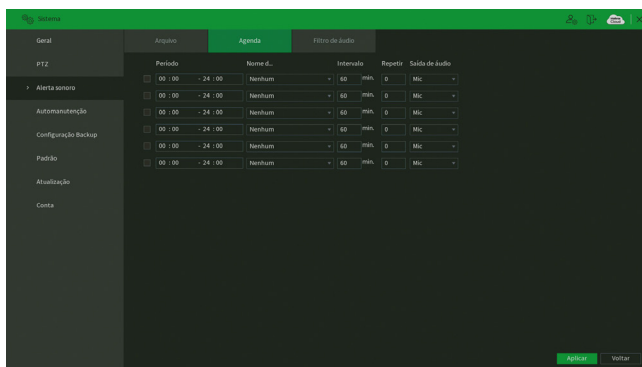 Sistema
Geral
PTZ
Alerta sonoro
Automanutenção
Configuração Backup
Padrão
Atualização
Conta
Arquivo Agenda Filtro de áudio
Período Nome d... Intervalo Repetir Saída de áudio
00 : 00 - 24 : 00 Nenhum 60 min. 0 Mic
00 : 00 - 24 : 00 Nenhum 60 min. 0 Mic
00 : 00 - 24 : 00 Nenhum 60 min. 0 Mic
00 : 00 - 24 : 00 Nenhum 60 min. 0 Mic
00 : 00 - 24 : 00 Nenhum 60 min. 0 Mic
00 : 00 - 24 : 00 Nenhum 60 min. 0 Mic
Aplicar Voltar